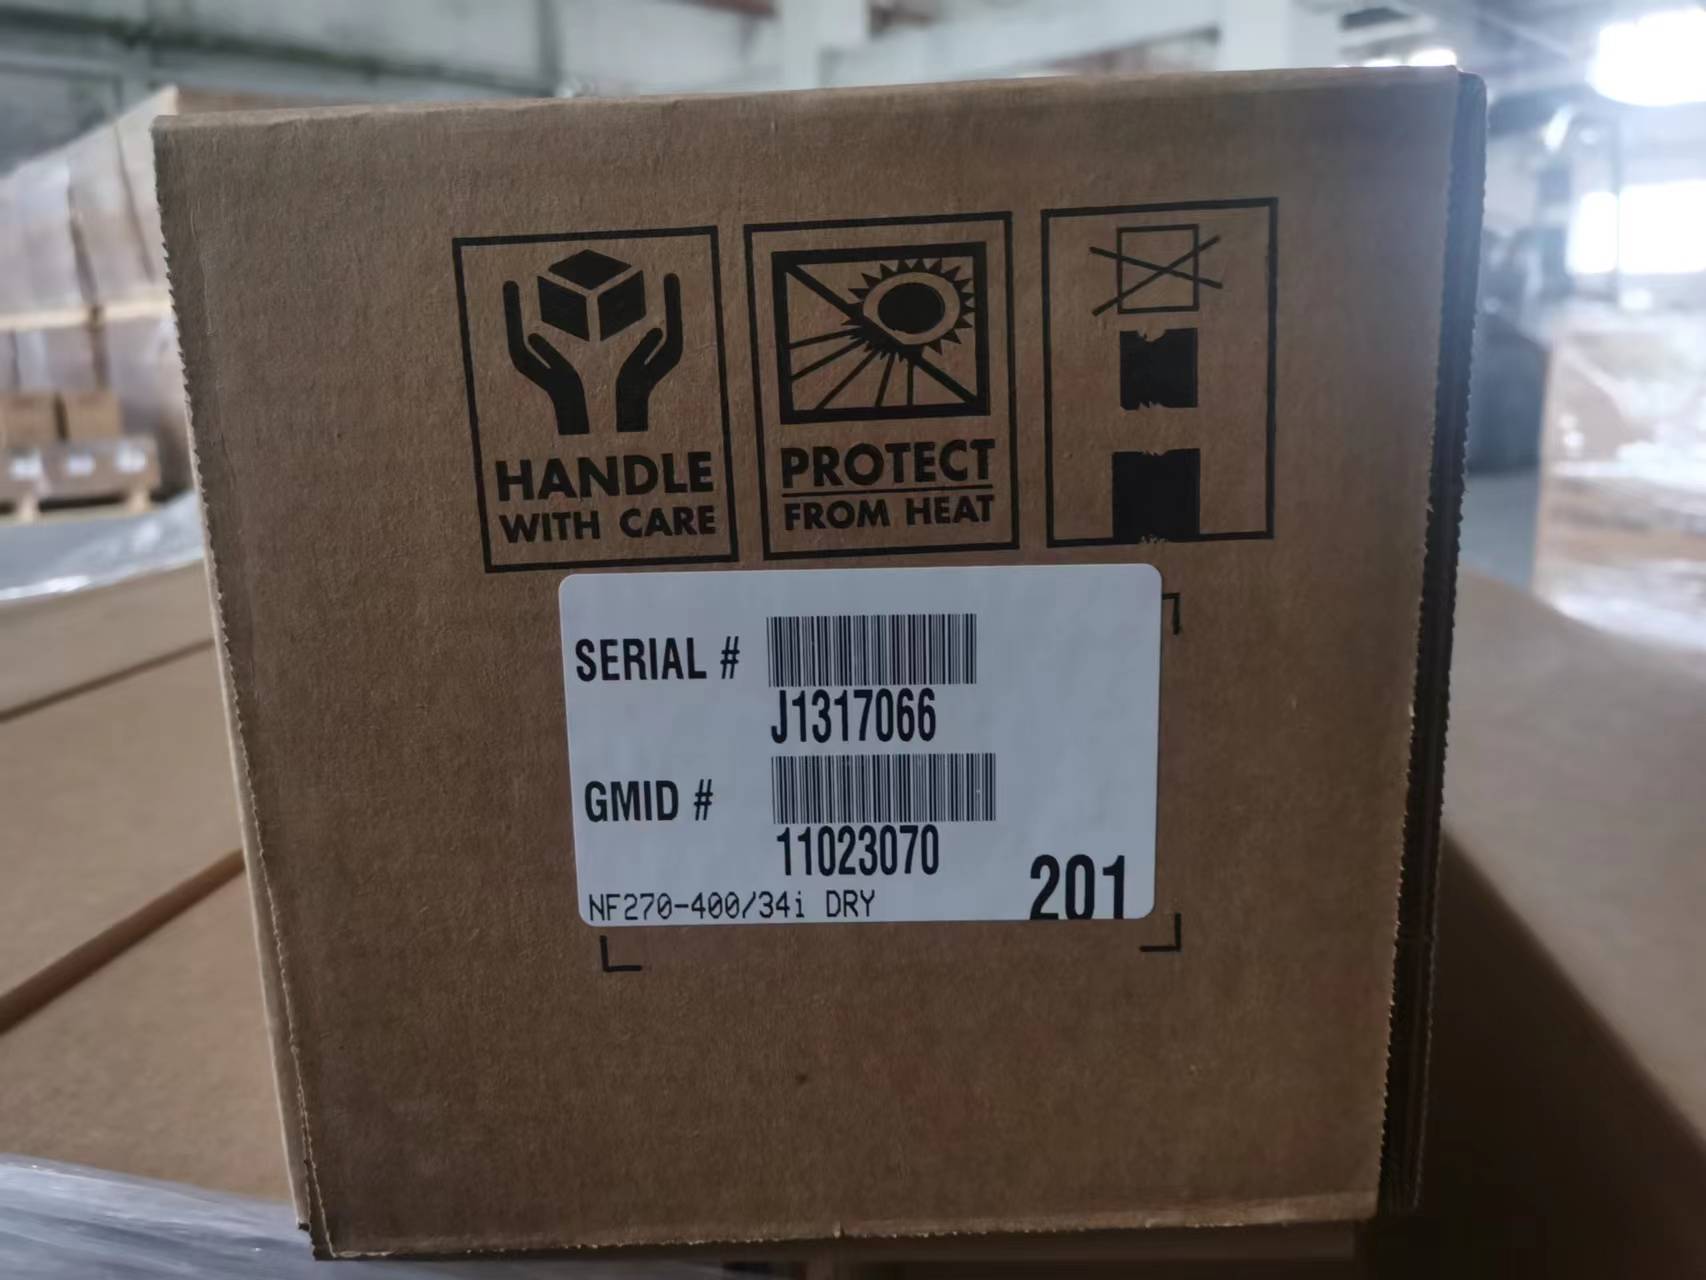 HANDLE
WITH CARE
PROTECT
FROM HEAT
SERIAL #
J1317066
GMID #
11023070
NF270-400/34i DRY
201